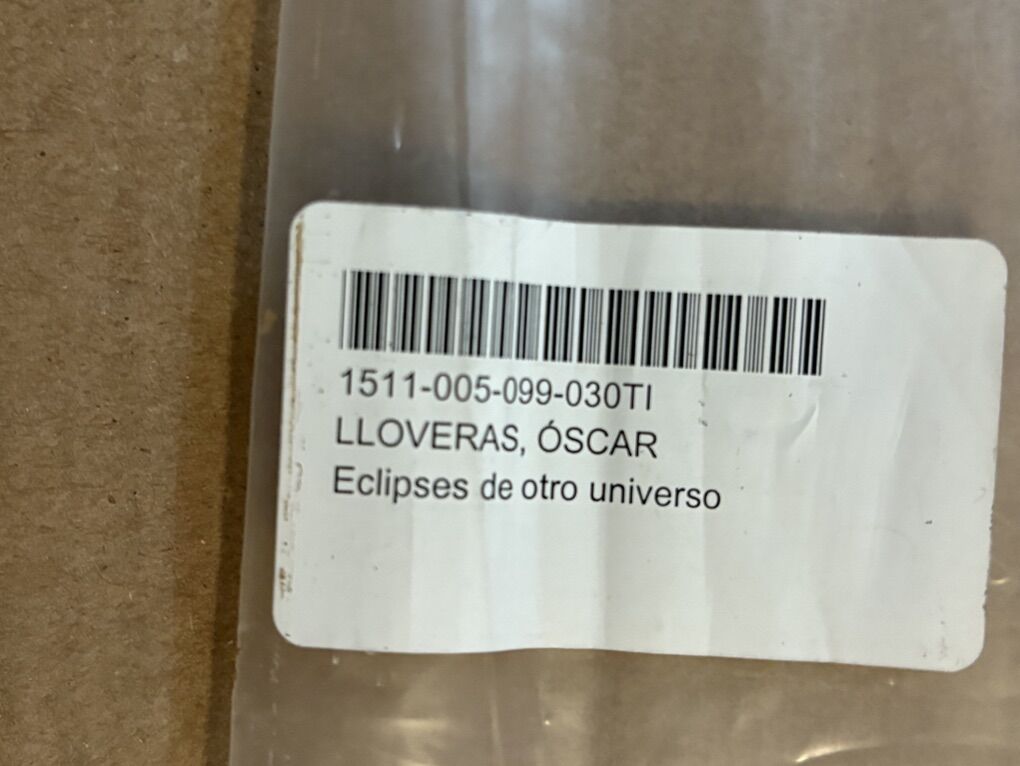 1511-005-099-030TI
LLOVERAS, ÓSCAR
Eclipses de otro universo